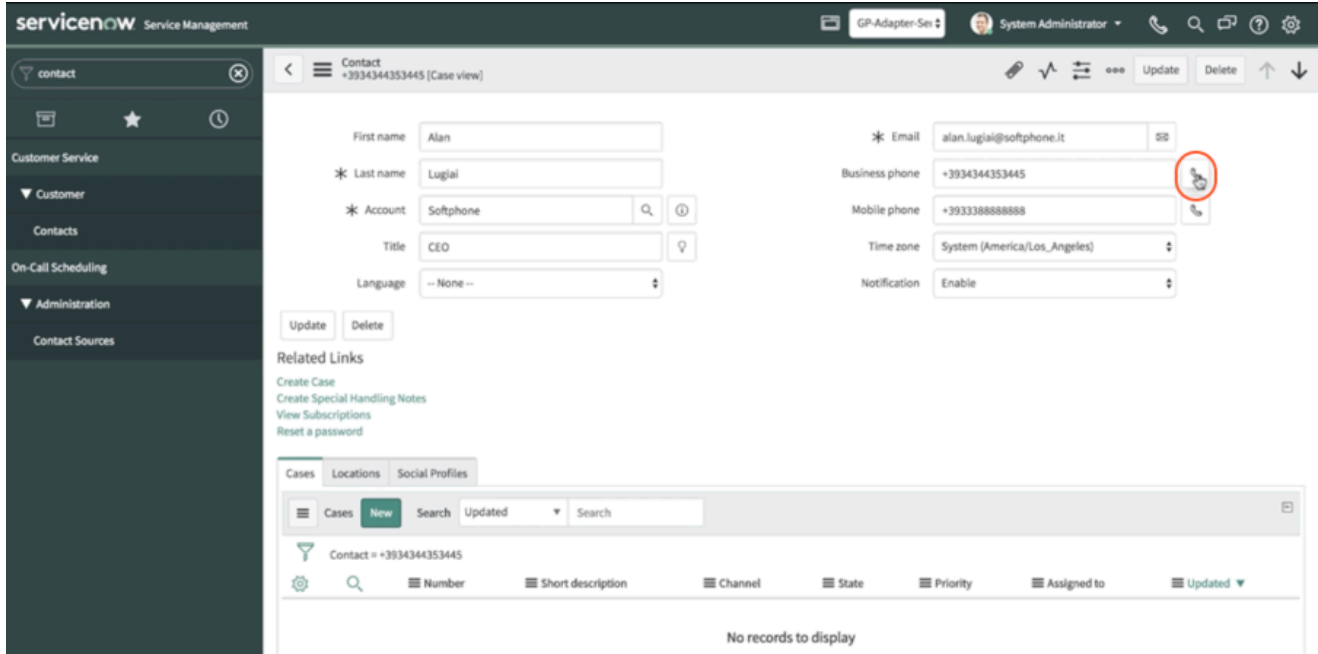 servicenow Service Management
GP-Adapter-Ser
System Administrator
contact
Contact
+3934344353445 [Case view]
Update
Delete
Customer Service
Customer
Contacts
On-Call Scheduling
Administration
Contact Sources
First name Alan
Last name Lugiai
Account Softphone
Title CEO
Language -- None --
Email alan.lugiai@softphone.it
Business phone +3934344353445
Mobile phone +3933388888888
Time zone System (America/Los_Angeles)
Notification Enable
Update Delete
Related Links
Create Case
Create Special Handling Notes
View Subscriptions
Reset a password
Cases Locations Social Profiles
Cases New Search Updated Search
Contact = +3934344353445
Number Short description Channel State Priority Assigned to Updated
No records to display